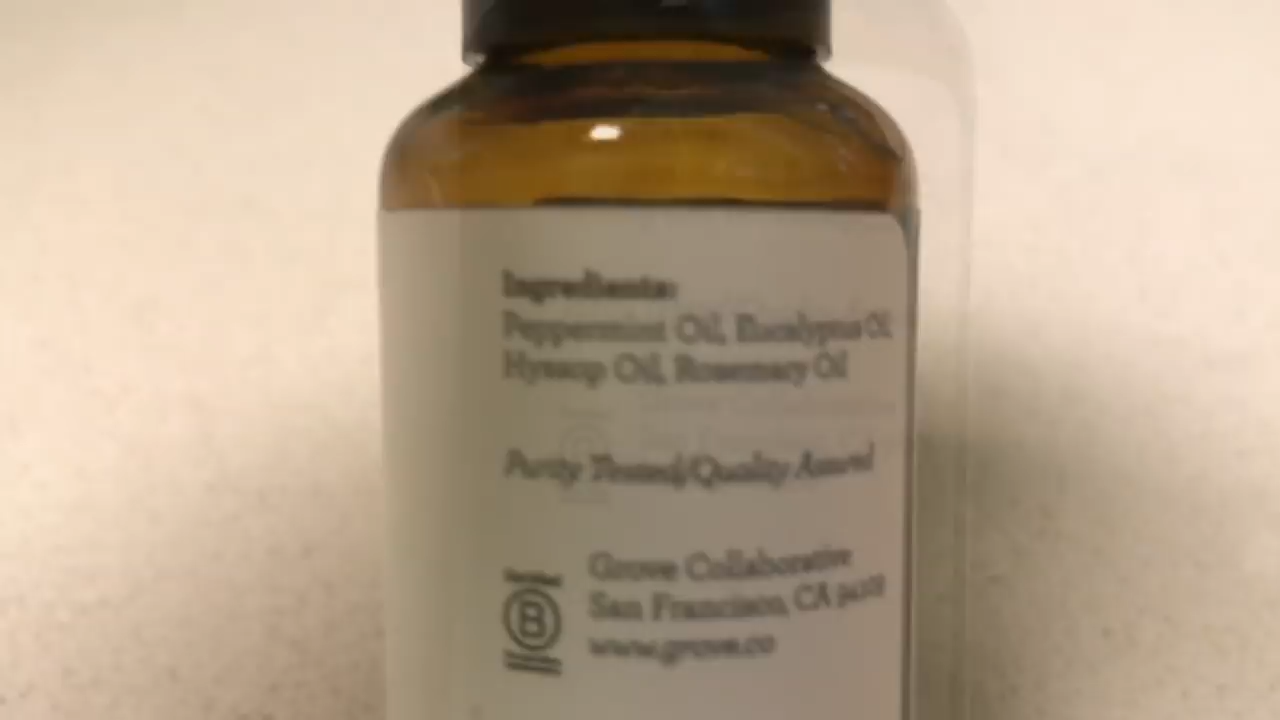 Ingredients:
Peppermint Oil, Eucalyptus Oil,
Hyssop Oil, Rosemary Oil
Purity Tested/Quality Assured
Certified
B
Grove Collaborative
San Francisco, CA
www.grove.co